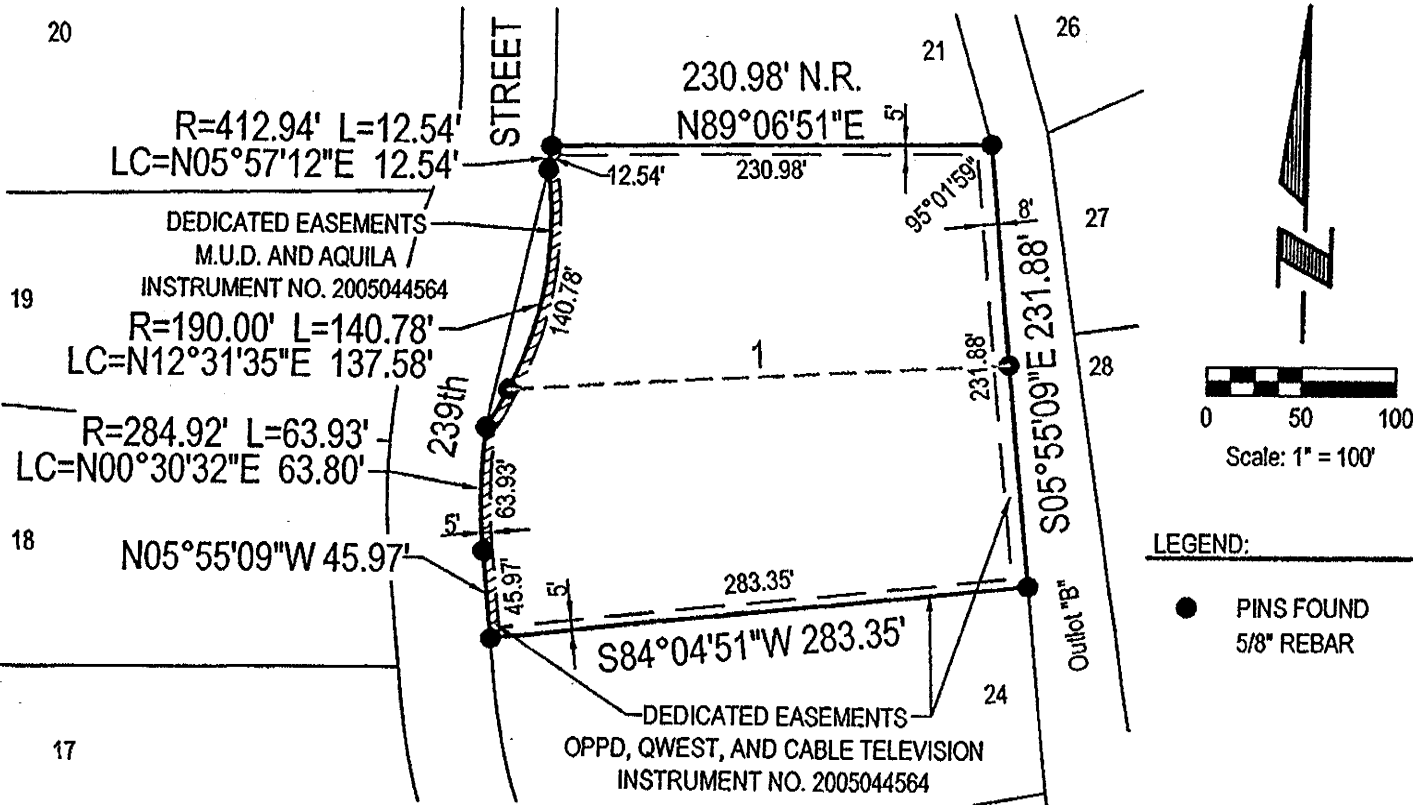 20
STREET
21
26
230.98' N.R.
N89°06'51"E
5'
R=412.94' L=12.54'
LC=N05°57'12"E 12.54'
12.54'
230.98'
95°01'59"
8'
27
DEDICATED EASEMENTS
M.U.D. AND AQUILA
INSTRUMENT NO. 2005044564
19
140.78'
R=190.00' L=140.78'
LC=N12°31'35"E 137.58'
1
231.88'
S05°55'09"E 231.88'
28
0 50 100
Scale: 1" = 100'
239th
R=284.92' L=63.93'
LC=N00°30'32"E 63.80'
63.93'
5'
18
N05°55'09"W 45.97'
45.97'
5'
283.35'
S84°04'51"W 283.35'
LEGEND:
PINS FOUND
5/8" REBAR
Outlot "B"
24
DEDICATED EASEMENTS
OPPD, QWEST, AND CABLE TELEVISION
INSTRUMENT NO. 2005044564
17